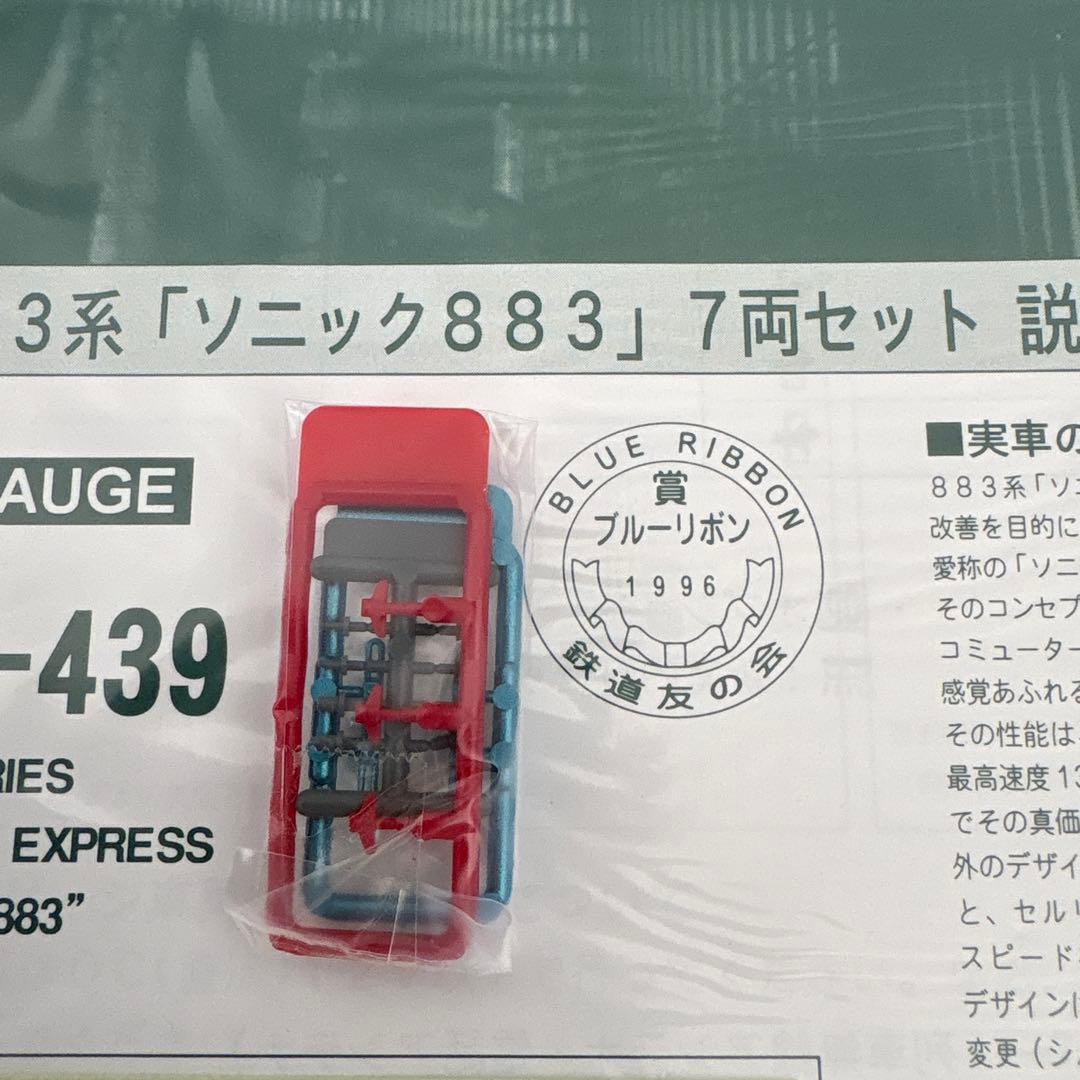 3系「ソニック883」7両セット 説
AUGE
-439
RIES
EXPRESS
883”
BLUE RIBBON
賞
ブルーリボン
1996
鉄道友の会
■実車の
883系「ソニ
改善を目的に
愛称の「ソニ
そのコンセプ
コミューター
感覚あふれる
その性能は
最高速度13
でその真価
外のデザイ
と、セルリ
スピード
デザインに
変更(シ